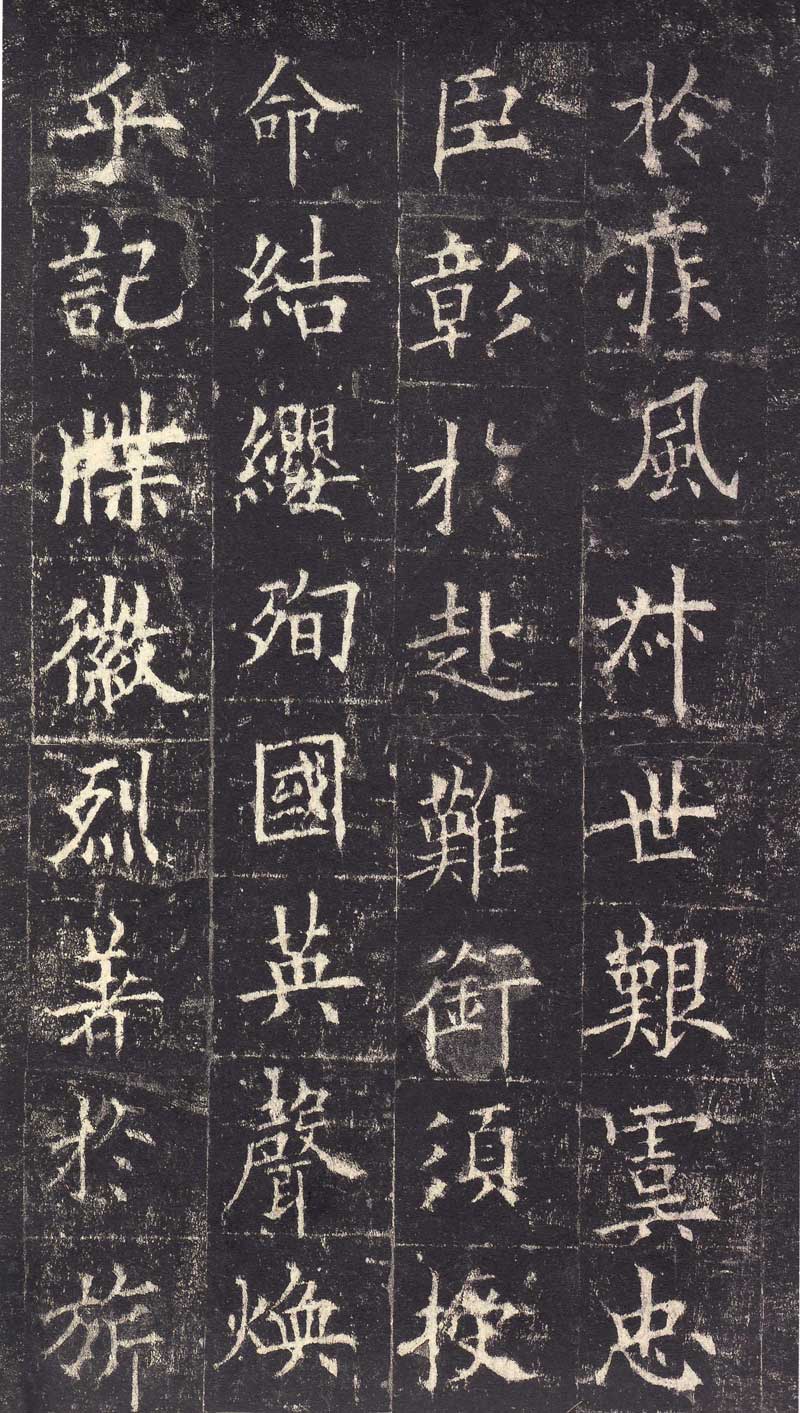 於疾風叔世艱虞忠
臣彰於赴難銜須授
命結纓殉國英聲煥
乎記牒徽烈著於旂